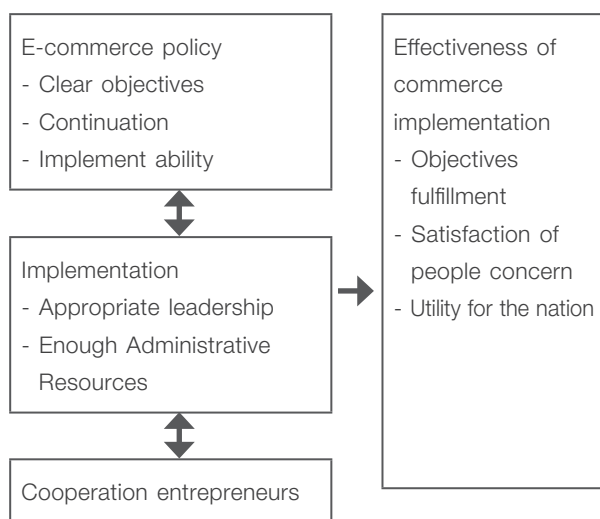 E-commerce policy
- Clear objectives
- Continuation
- Implement ability
Implementation
- Appropriate leadership
- Enough Administrative
Resources
Cooperation entrepreneurs
Effectiveness of
commerce
implementation
- Objectives
fulfillment
- Satisfaction of
people concern
- Utility for the nation